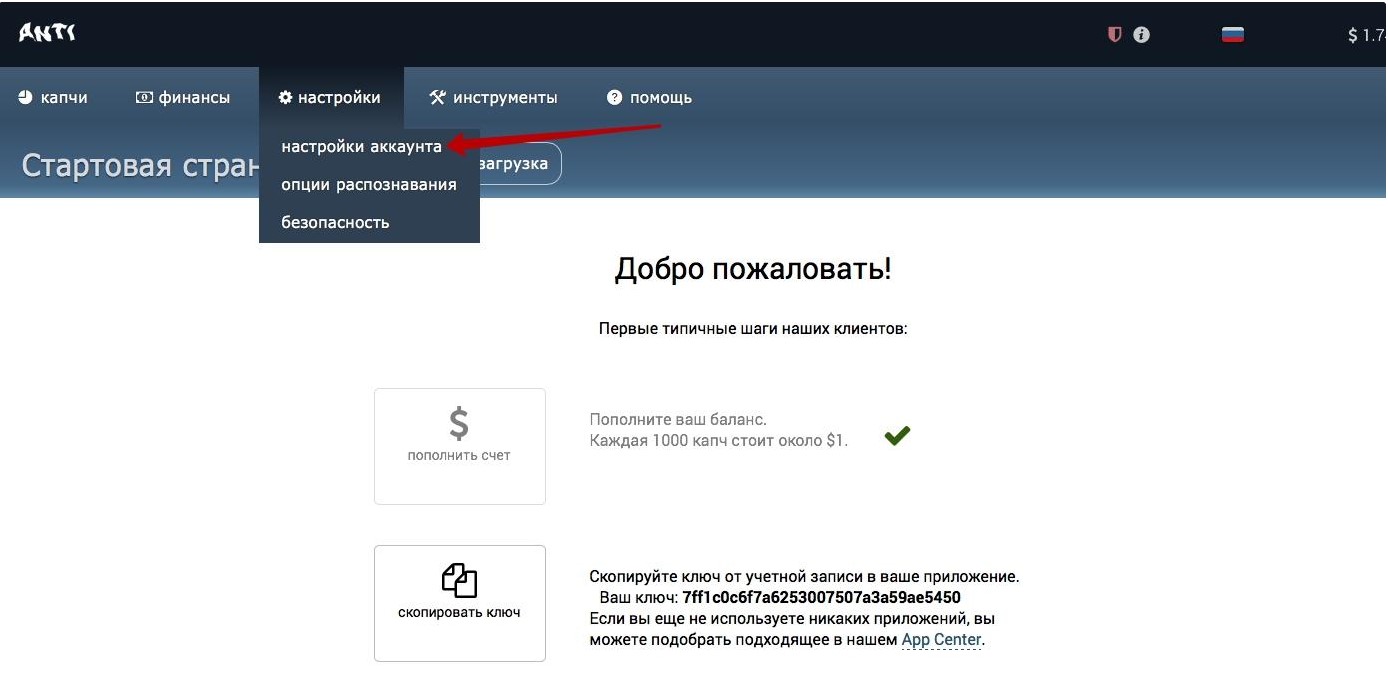 ANTI
$ 1.7
капчи
финансы
настройки
инструменты
помощь
настройки аккаунта
Стартовая стран
загрузка
опции распознавания
безопасность
Добро пожаловать!
Первые типичные шаги наших клиентов:
$
пополнить счет
Пополните ваш баланс.
Каждая 1000 капч стоит около $1.
скопировать ключ
Скопируйте ключ от учетной записи в ваше приложение.
Ваш ключ: 7ff1c0c6f7a6253007507a3a59ae5450
Если вы еще не используете никаких приложений, вы
можете подобрать подходящее в нашем App Center.